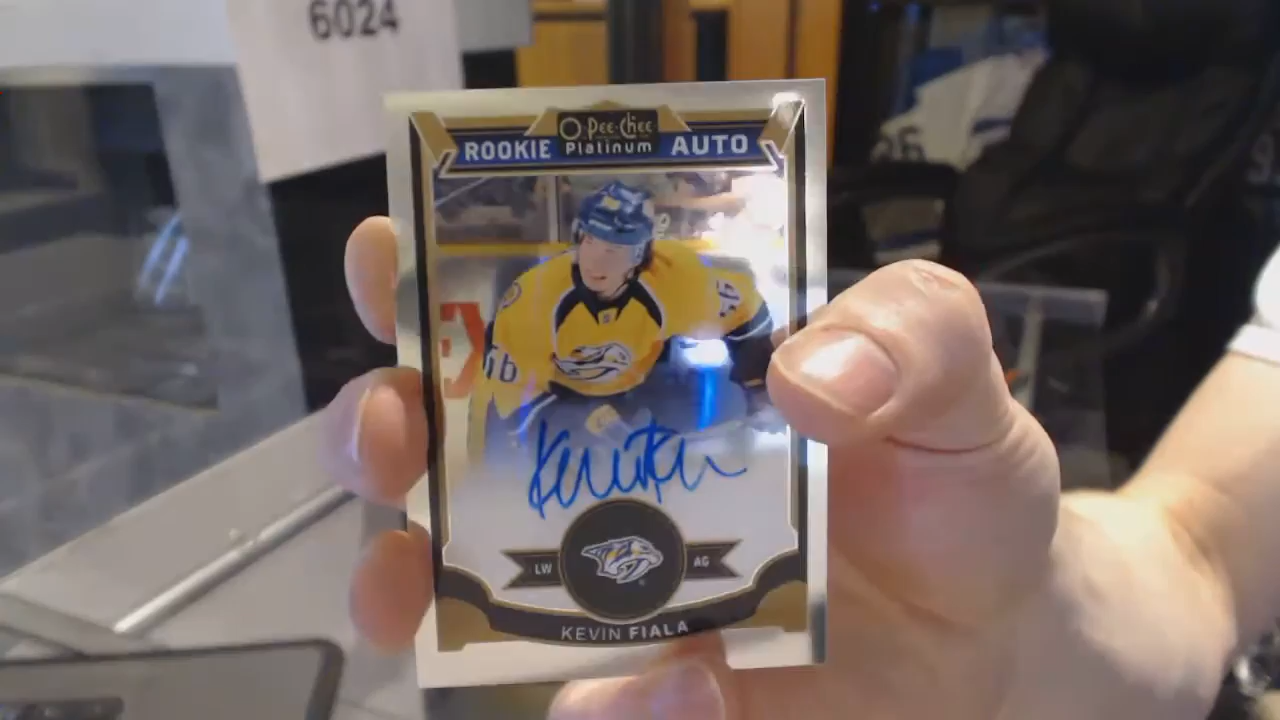 6024
O-Pee-Chee
ROOKIE Platinum AUTO
LW AG
KEVIN FIALA